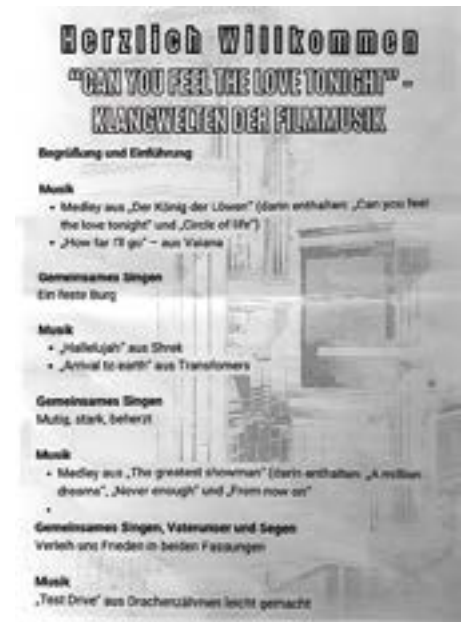 Herzlich Willkommen
"CAN YOU FEEL THE LOVE TONIGHT" –
KLANGWELTEN DER FILMMUSIK
Begrüßung und Einführung
Musik
• Medley aus „Der König der Löwen" (darin enthalten: „Can you feel
the love tonight" und „Circle of life")
• „How far I'll go" – aus Vaiana
Gemeinsames Singen
Ein feste Burg
Musik
• „Hallelujah" aus Shrek
• „Arrival to earth" aus Transfomers
Gemeinsames Singen
Mutig, stark, beherzt
Musik
• Medley aus „The greatest showman" (darin enthalten: „A million
dreams", „Never enough" und „From now on"
•
Gemeinsames Singen, Vaterunser und Segen
Verleih uns Frieden in beiden Fassungen
Musik
„Test Drive" aus Drachenzähmen leicht gemacht